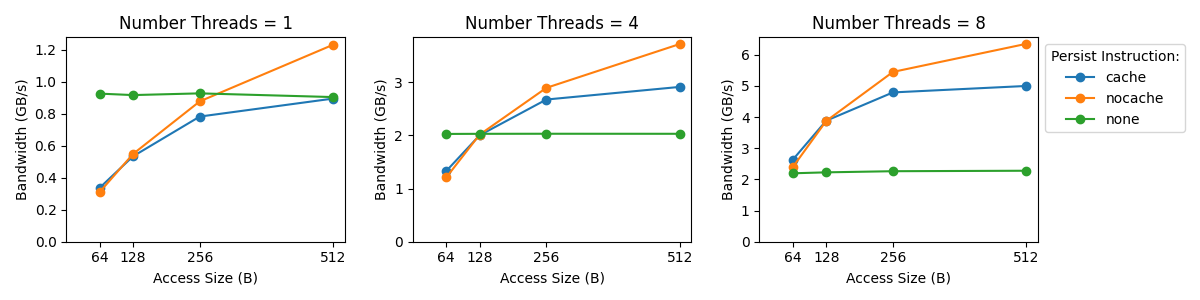 Number Threads = 1
Bandwidth (GB/s)
1.2
1.0
0.8
0.6
0.4
0.2
0.0
64 128 256 512
Access Size (B)
Number Threads = 4
Bandwidth (GB/s)
3
2
1
0
64 128 256 512
Access Size (B)
Number Threads = 8
Bandwidth (GB/s)
6
5
4
3
2
1
0
64 128 256 512
Access Size (B)
Persist Instruction:
cache
nocache
none